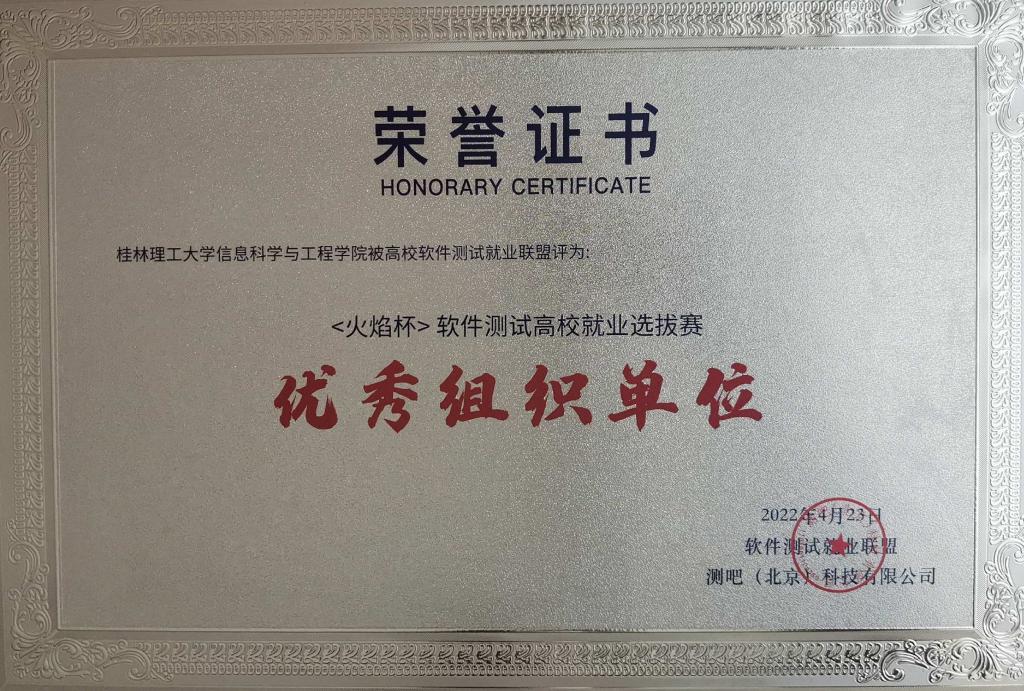 荣誉证书
HONORARY CERTIFICATE
桂林理工大学信息科学与工程学院被高校软件测试就业联盟评为:
<火焰杯> 软件测试高校就业选拔赛
优秀组织单位
2022年4月23日
软件测试就业联盟
测吧（北京）科技有限公司